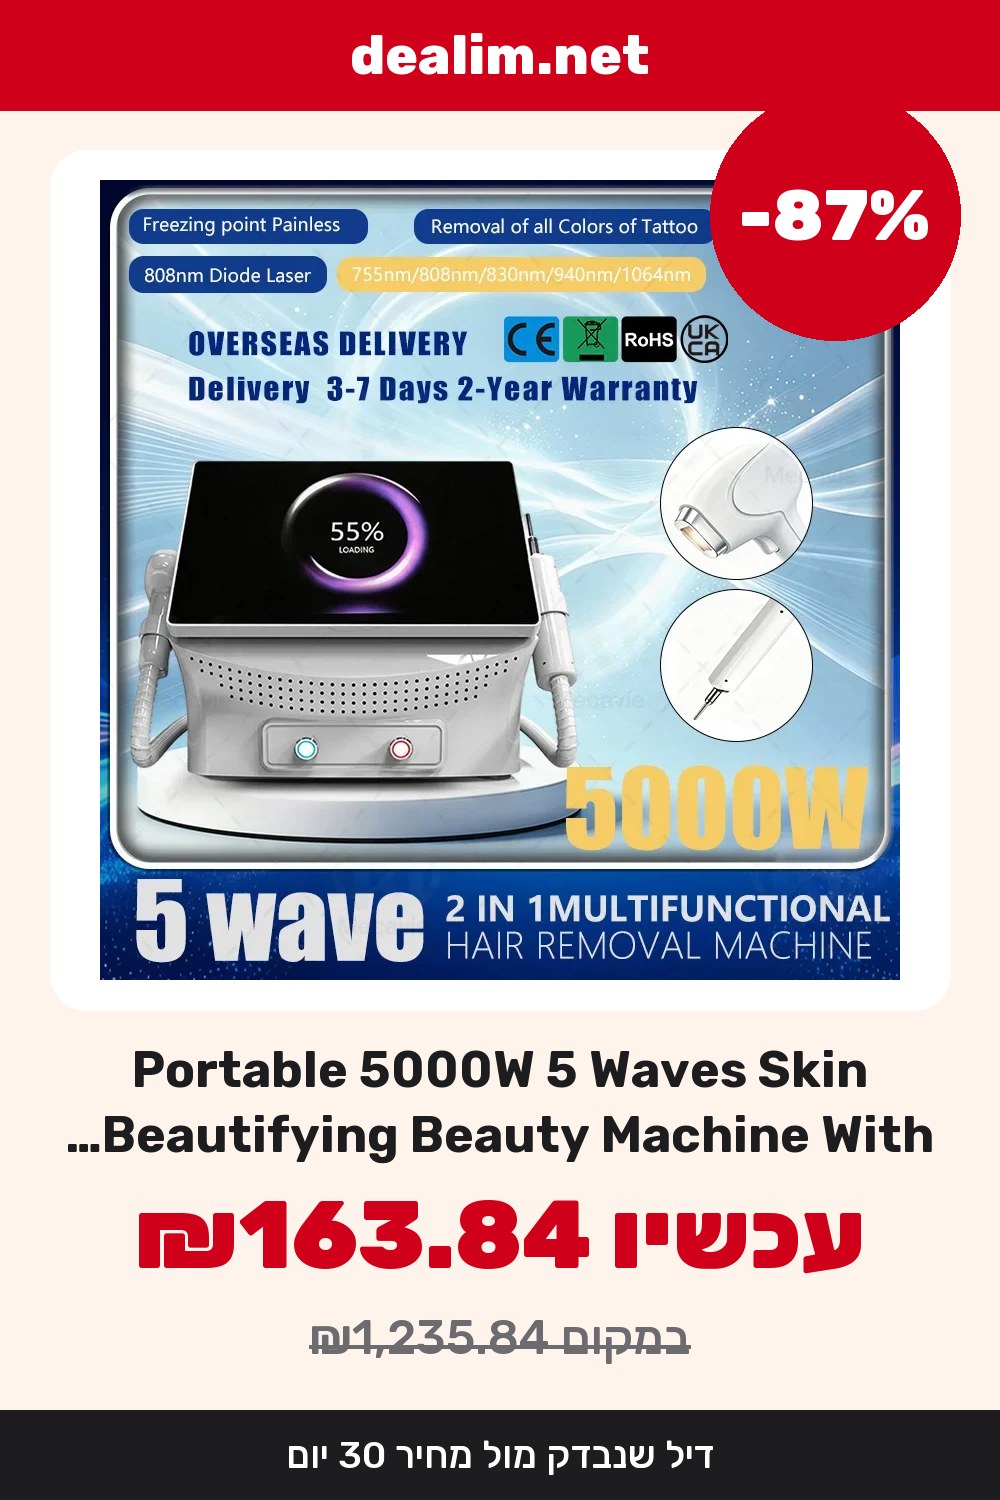 dealim.net
-87%
Freezing point Painless
Removal of all Colors of Tattoo
808nm Diode Laser
755nm/808nm/830nm/940nm/1064nm
OVERSEAS DELIVERY
CE
RoHS
UK
CA
Delivery 3-7 Days 2-Year Warranty
55%
LOADING
5000W
5 wave
2 IN 1MULTIFUNCTIONAL
HAIR REMOVAL MACHINE
Portable 5000W 5 Waves Skin
Beautifying Beauty Machine With...
עכשיו 163.84₪
במקום 1,235.84₪
דיל שנבדק מול מחיר 30 יום